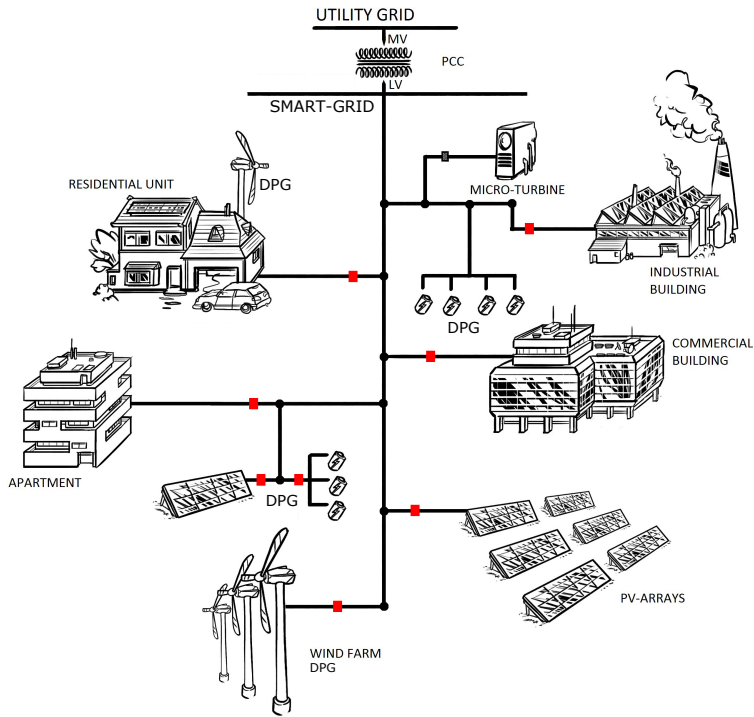 UTILITY GRID
MV
PCC
LV
SMART-GRID
MICRO-TURBINE
RESIDENTIAL UNIT
DPG
INDUSTRIAL
BUILDING
DPG
COMMERCIAL
BUILDING
APARTMENT
DPG
PV-ARRAYS
WIND FARM
DPG